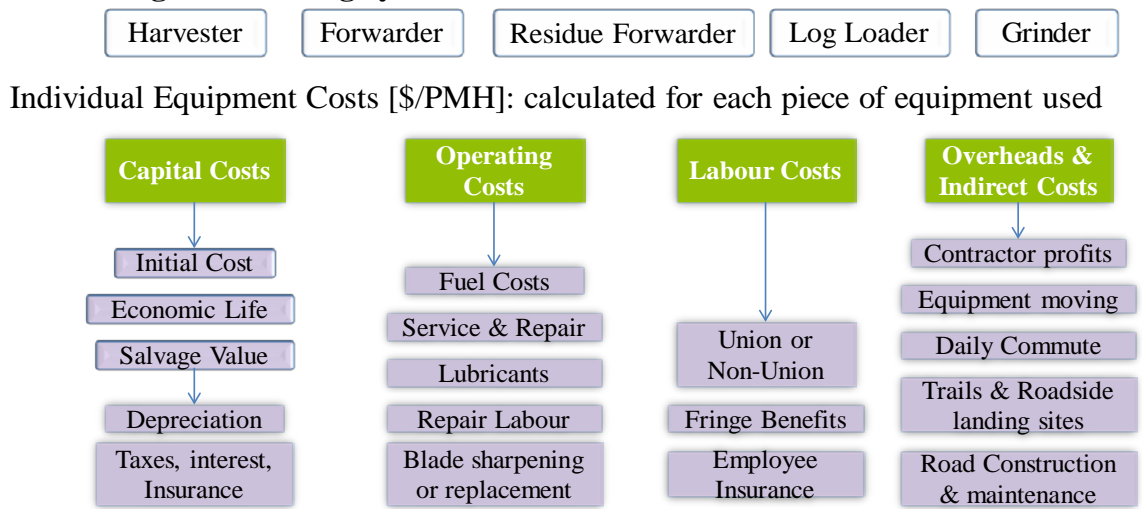 Harvester
Forwarder
Residue Forwarder
Log Loader
Grinder
Individual Equipment Costs [$/PMH]: calculated for each piece of equipment used
Capital Costs
Initial Cost
Economic Life
Salvage Value
Depreciation
Taxes, interest,
Insurance
Operating
Costs
Fuel Costs
Service & Repair
Lubricants
Repair Labour
Blade sharpening
or replacement
Labour Costs
Union or
Non-Union
Fringe Benefits
Employee
Insurance
Overheads &
Indirect Costs
Contractor profits
Equipment moving
Daily Commute
Trails & Roadside
landing sites
Road Construction
& maintenance